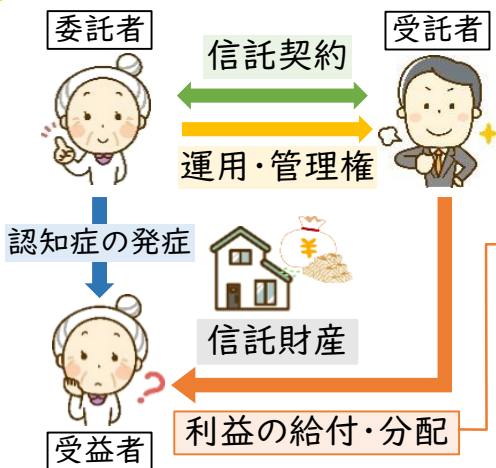 委託者
受託者
信託契約
運用・管理権
認知症の発症
¥
信託財産
?
利益の給付・分配
受益者